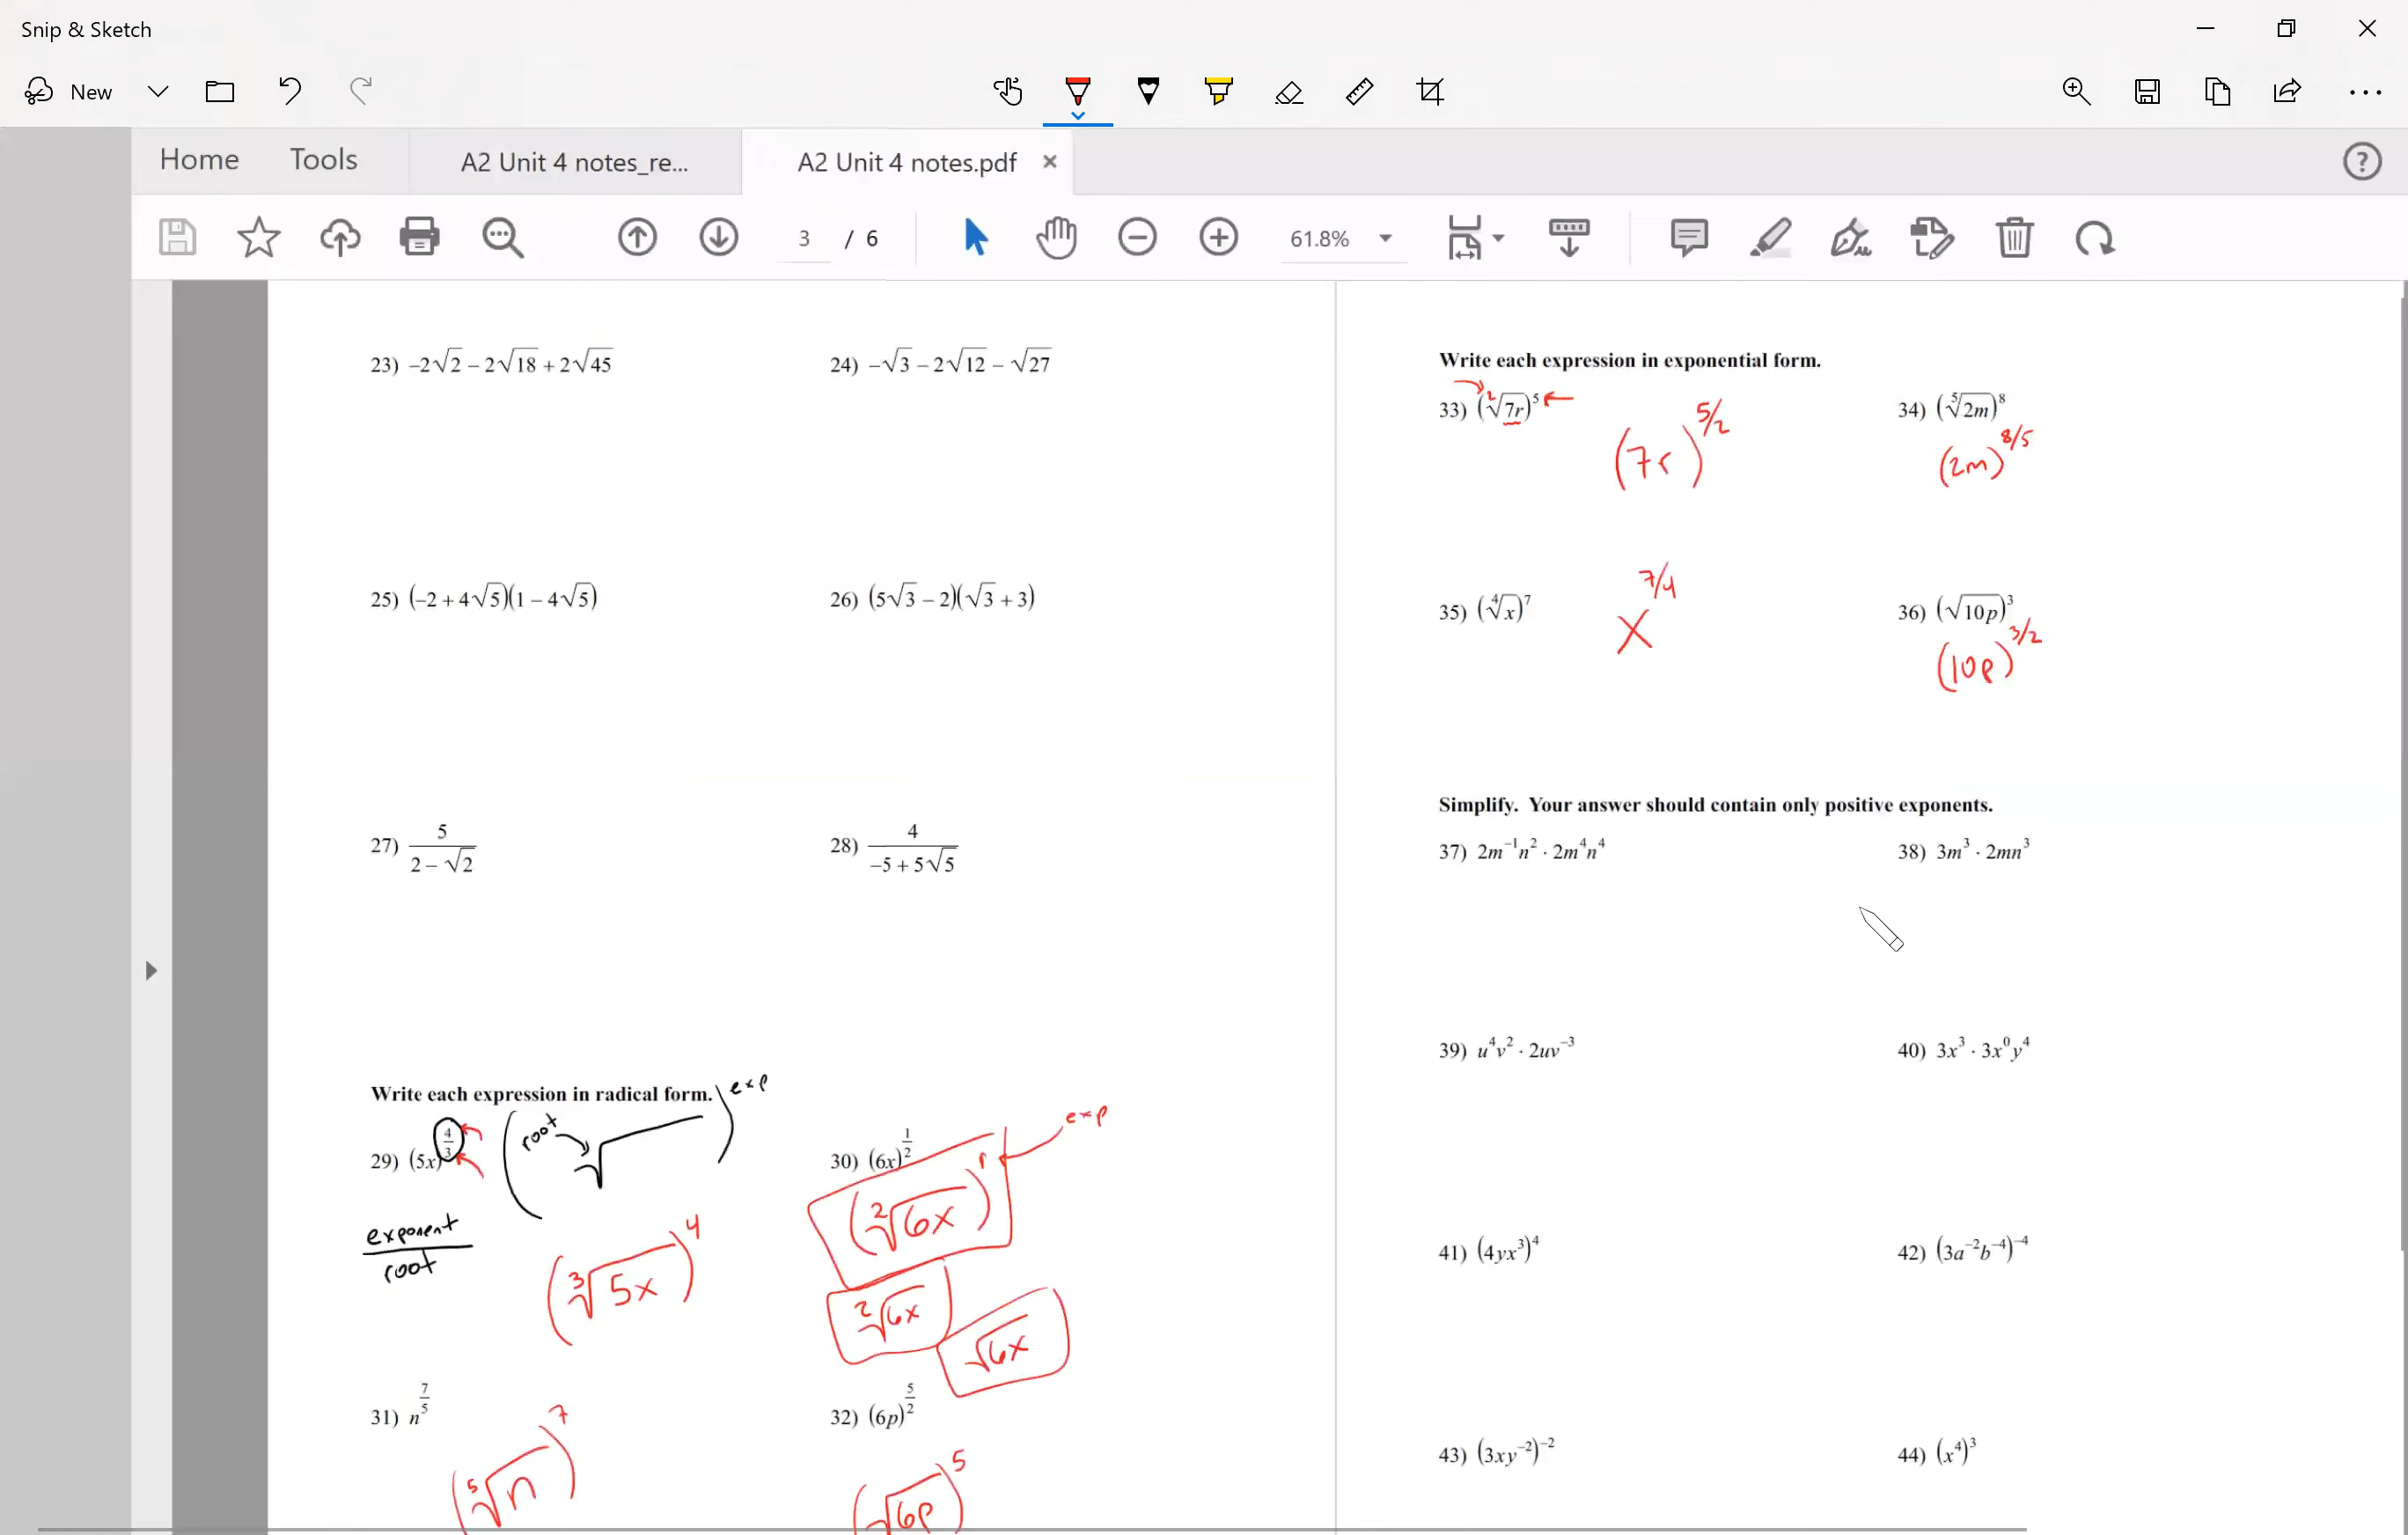 Snip & Sketch
New
Home Tools A2 Unit 4 notes_re... A2 Unit 4 notes.pdf ×
3 / 6 61.8%
23) −2√2 − 2√18 + 2√45
24) −√3 − 2√12 − √27
25) (−2 + 4√5)(1 − 4√5)
26) (5√3 − 2)(√3 + 3)
27) 5/(2 − √2)
28) 4/(−5 + 5√5)
Write each expression in radical form.
29) (5x)^(4/3)
(root √ )^exp
exponent/root
(³√5x)⁴
30) (6x)^(1/2)
exp
(²√6x)¹
²√6x
√6x
31) n^(7/5)
(⁵√n)⁷
32) (6p)^(5/2)
(√6p)⁵
Write each expression in exponential form.
33) (²√7r)⁵
(7r)^5/2
34) (⁵√2m)⁸
(2m)^8/5
35) (⁴√x)⁷
x^7/4
36) (√10p)³
(10p)^3/2
Simplify. Your answer should contain only positive exponents.
37) 2m⁻¹n² · 2m⁴n⁴
38) 3m³ · 2mn³
39) u⁴v² · 2uv⁻³
40) 3x³ · 3x⁰y⁴
41) (4yx³)⁴
42) (3a⁻²b⁻⁴)⁻⁴
43) (3xy⁻²)⁻²
44) (x⁴)³